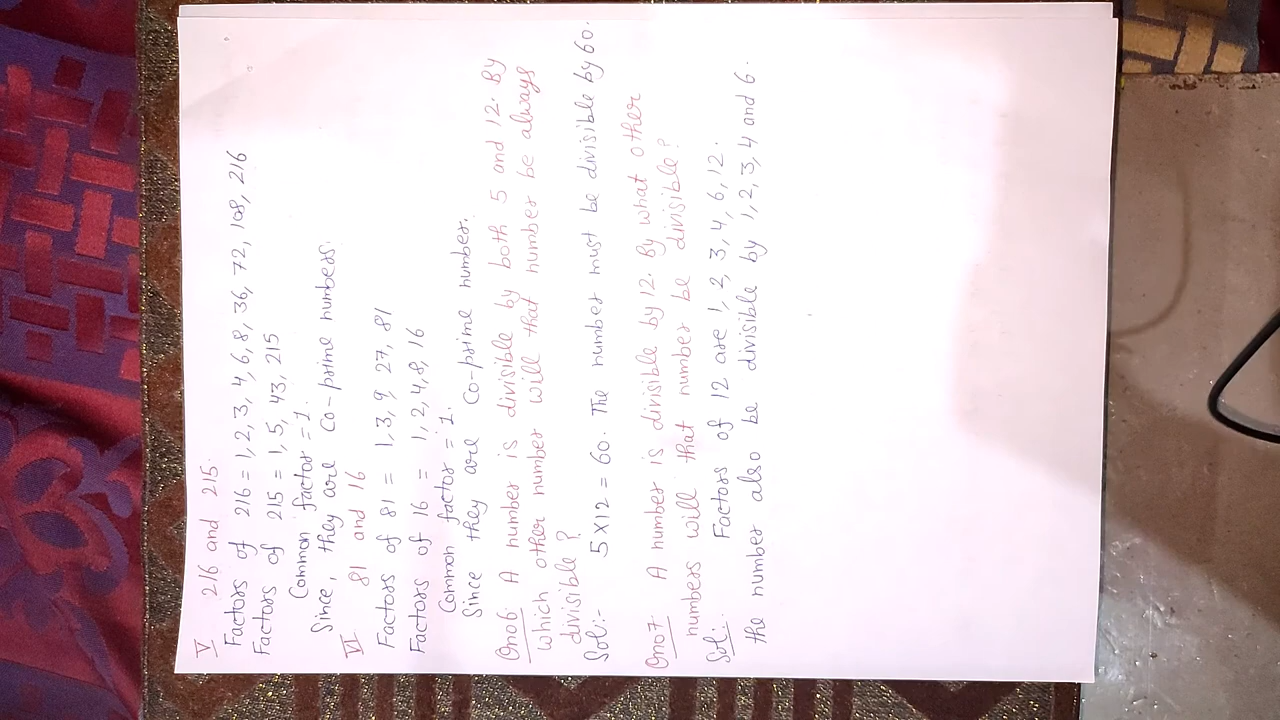 V 216 and 215.
Factors of 216 = 1, 2, 3, 4, 6, 8, 36, 72, 108, 216
Factors of 215 = 1, 5, 43, 215
Common factor = 1.
Since, they are Co-prime numbers.
VI 81 and 16
Factors of 81 = 1, 3, 9, 27, 81
Factors of 16 = 1, 2, 4, 8, 16
Common factor = 1.
Since they are Co-prime number.
Qno6 A number is divisible by both 5 and 12. By
which other number will that number be always
divisible?
Sol:- 5 x 12 = 60. The number must be divisible by 60.
Qno7 A number is divisible by 12. By what other
numbers will that number be divisible?
Sol:. Factors of 12 are 1, 2, 3, 4, 6, 12.
the number also be divisible by 1, 2, 3, 4 and 6.